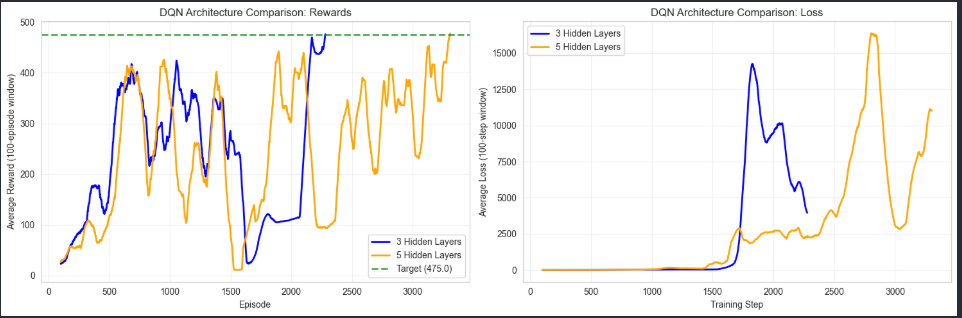 DQN Architecture Comparison: Rewards
500
400
300
200
100
0
Average Reward (100-episode window)
3 Hidden Layers
5 Hidden Layers
Target (475.0)
0 500 1000 1500 2000 2500 3000
Episode
DQN Architecture Comparison: Loss
3 Hidden Layers
5 Hidden Layers
15000
12500
10000
7500
5000
2500
0
Average Loss (100-step window)
0 500 1000 1500 2000 2500 3000
Training Step